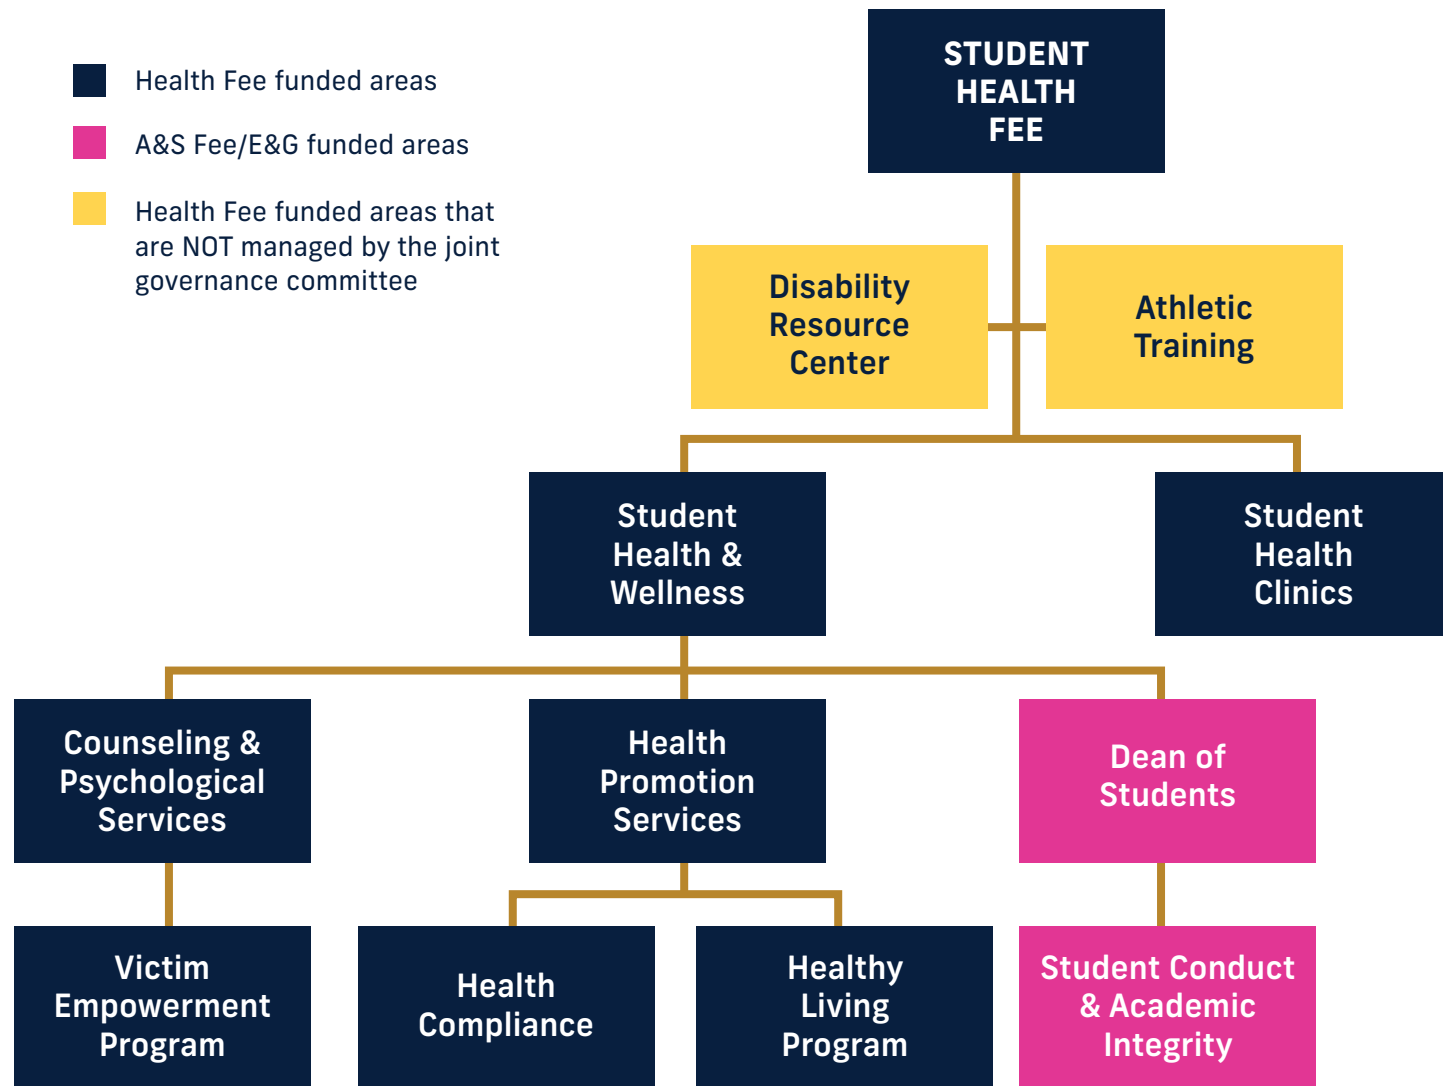 Health Fee funded areas
A&S Fee/E&G funded areas
Health Fee funded areas that
are NOT managed by the joint
governance committee
STUDENT
HEALTH
FEE
Disability
Resource
Center
Athletic
Training
Student
Health &
Wellness
Student
Health
Clinics
Counseling &
Psychological
Services
Health
Promotion
Services
Dean of
Students
Victim
Empowerment
Program
Health
Compliance
Healthy
Living
Program
Student Conduct
& Academic
Integrity